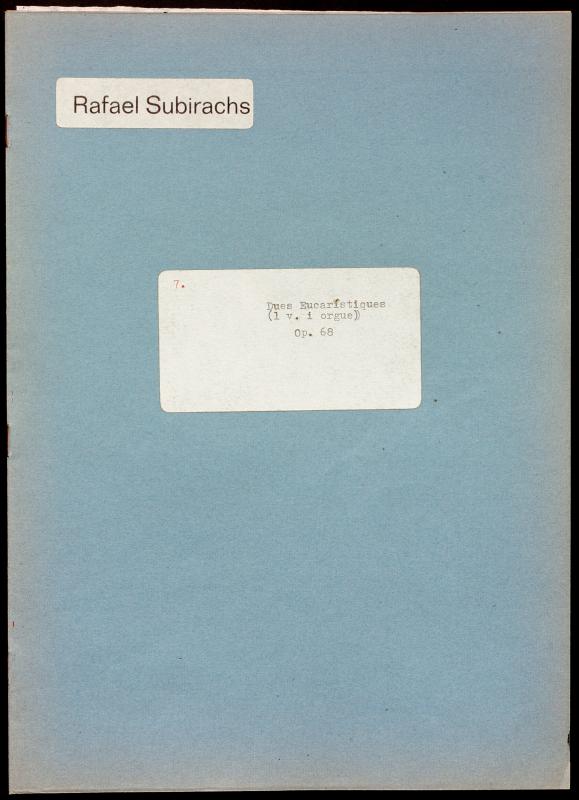 Rafael Subirachs
7.
Dues Eucarístiques
(1 v. i orgue))
Op. 68